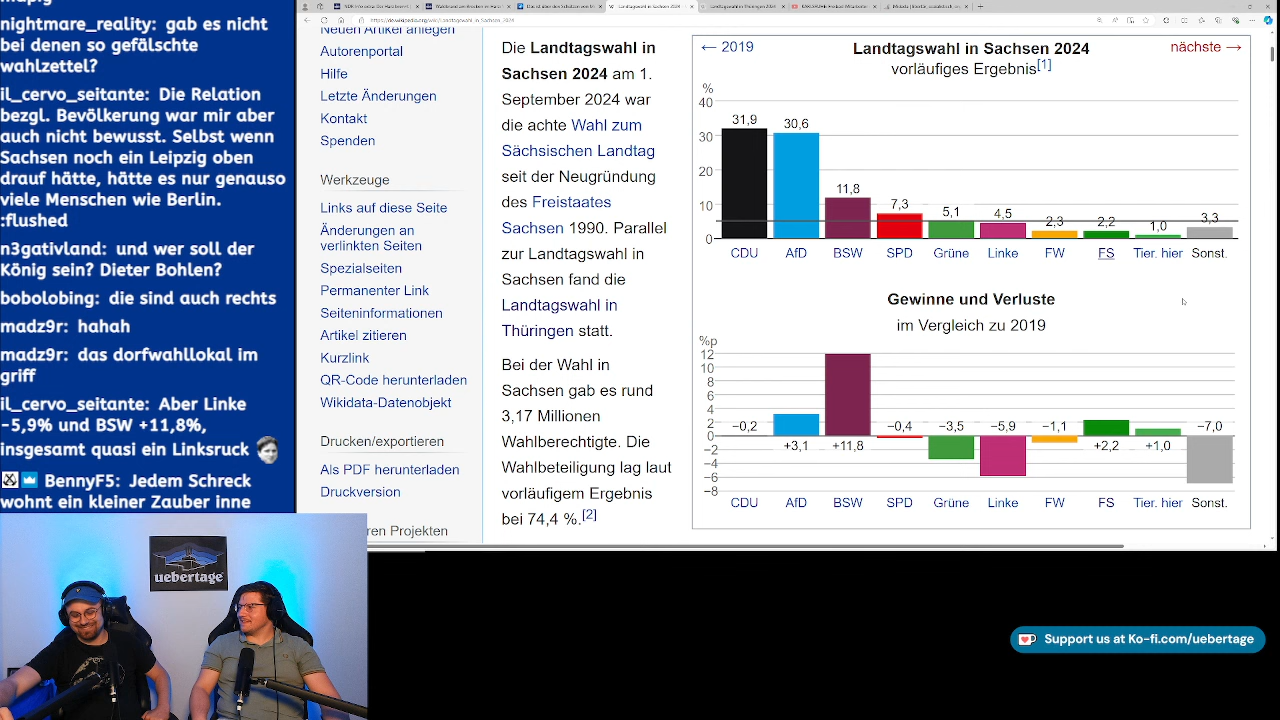 nightmare_reality: gab es nicht
bei denen so gefälschte
wahlzettel?
il_cervo_seitante: Die Relation
bezgl. Bevölkerung war mir aber
auch nicht bewusst. Selbst wenn
Sachsen noch ein Leipzig oben
drauf hätte, hätte es nur genauso
viele Menschen wie Berlin.
:flushed
n3gativland: und wer soll der
König sein? Dieter Bohlen?
bobolobing: die sind auch rechts
madz9r: hahah
madz9r: das dorfwahllokal im
griff
il_cervo_seitante: Aber Linke
-5,9% und BSW +11,8%,
insgesamt quasi ein Linksruck
BennyF5: Jedem Schreck
wohnt ein kleiner Zauber inne
uebertage
Neuen Artikel anlegen
Autorenportal
Hilfe
Letzte Änderungen
Kontakt
Spenden
Werkzeuge
Links auf diese Seite
Änderungen an
verlinkten Seiten
Spezialseiten
Permanenter Link
Seiteninformationen
Artikel zitieren
Kurzlink
QR-Code herunterladen
Wikidata-Datenobjekt
Drucken/exportieren
Als PDF herunterladen
Druckversion
ren Projekten
Die Landtagswahl in
Sachsen 2024 am 1.
September 2024 war
die achte Wahl zum
Sächsischen Landtag
seit der Neugründung
des Freistaates
Sachsen 1990. Parallel
zur Landtagswahl in
Sachsen fand die
Landtagswahl in
Thüringen statt.
Bei der Wahl in
Sachsen gab es rund
3,17 Millionen
Wahlberechtigte. Die
Wahlbeteiligung lag laut
vorläufigem Ergebnis
bei 74,4 %.[2]
← 2019 Landtagswahl in Sachsen 2024 nächste →
vorläufiges Ergebnis[1]
%
40
30
20
10
0
31,9 30,6 11,8 7,3 5,1 4,5 2,3 2,2 1,0 3,3
CDU AfD BSW SPD Grüne Linke FW FS Tier. hier Sonst.
Gewinne und Verluste
im Vergleich zu 2019
%p
12
10
8
6
4
2
0
−2
−4
−6
−8
−0,2 +3,1 +11,8 −0,4 −3,5 −5,9 −1,1 +2,2 +1,0 −7,0
CDU AfD BSW SPD Grüne Linke FW FS Tier. hier Sonst.
Support us at Ko-fi.com/uebertage